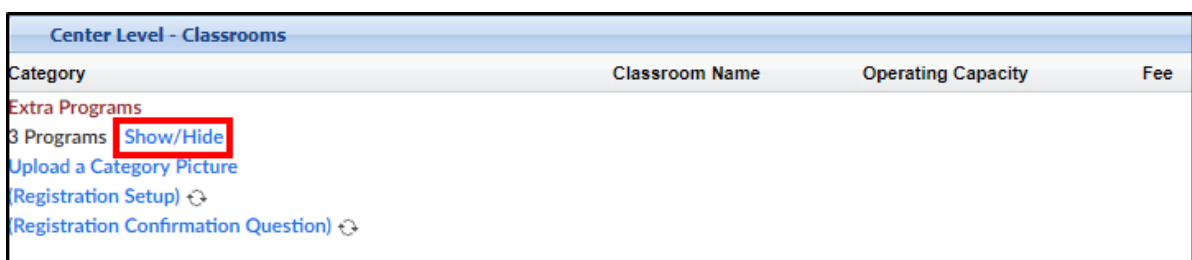 Center Level - Classrooms
Category Classroom Name Operating Capacity Fee
Extra Programs
3 Programs Show/Hide
Upload a Category Picture
(Registration Setup)
(Registration Confirmation Question)